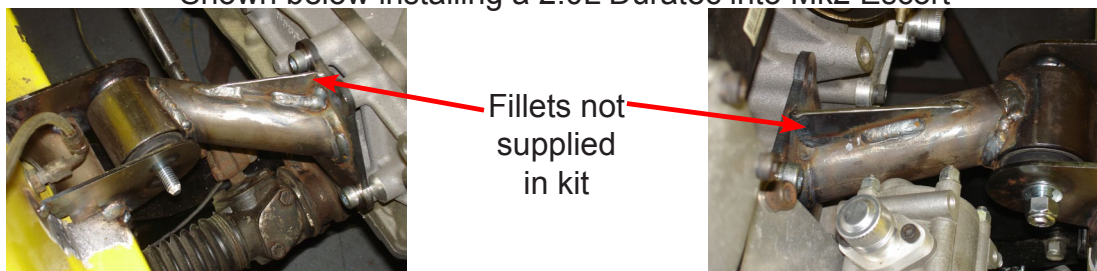 Shown below installing a 2.0L Duratec into Mk2 Escort
Fillets not
supplied
in kit